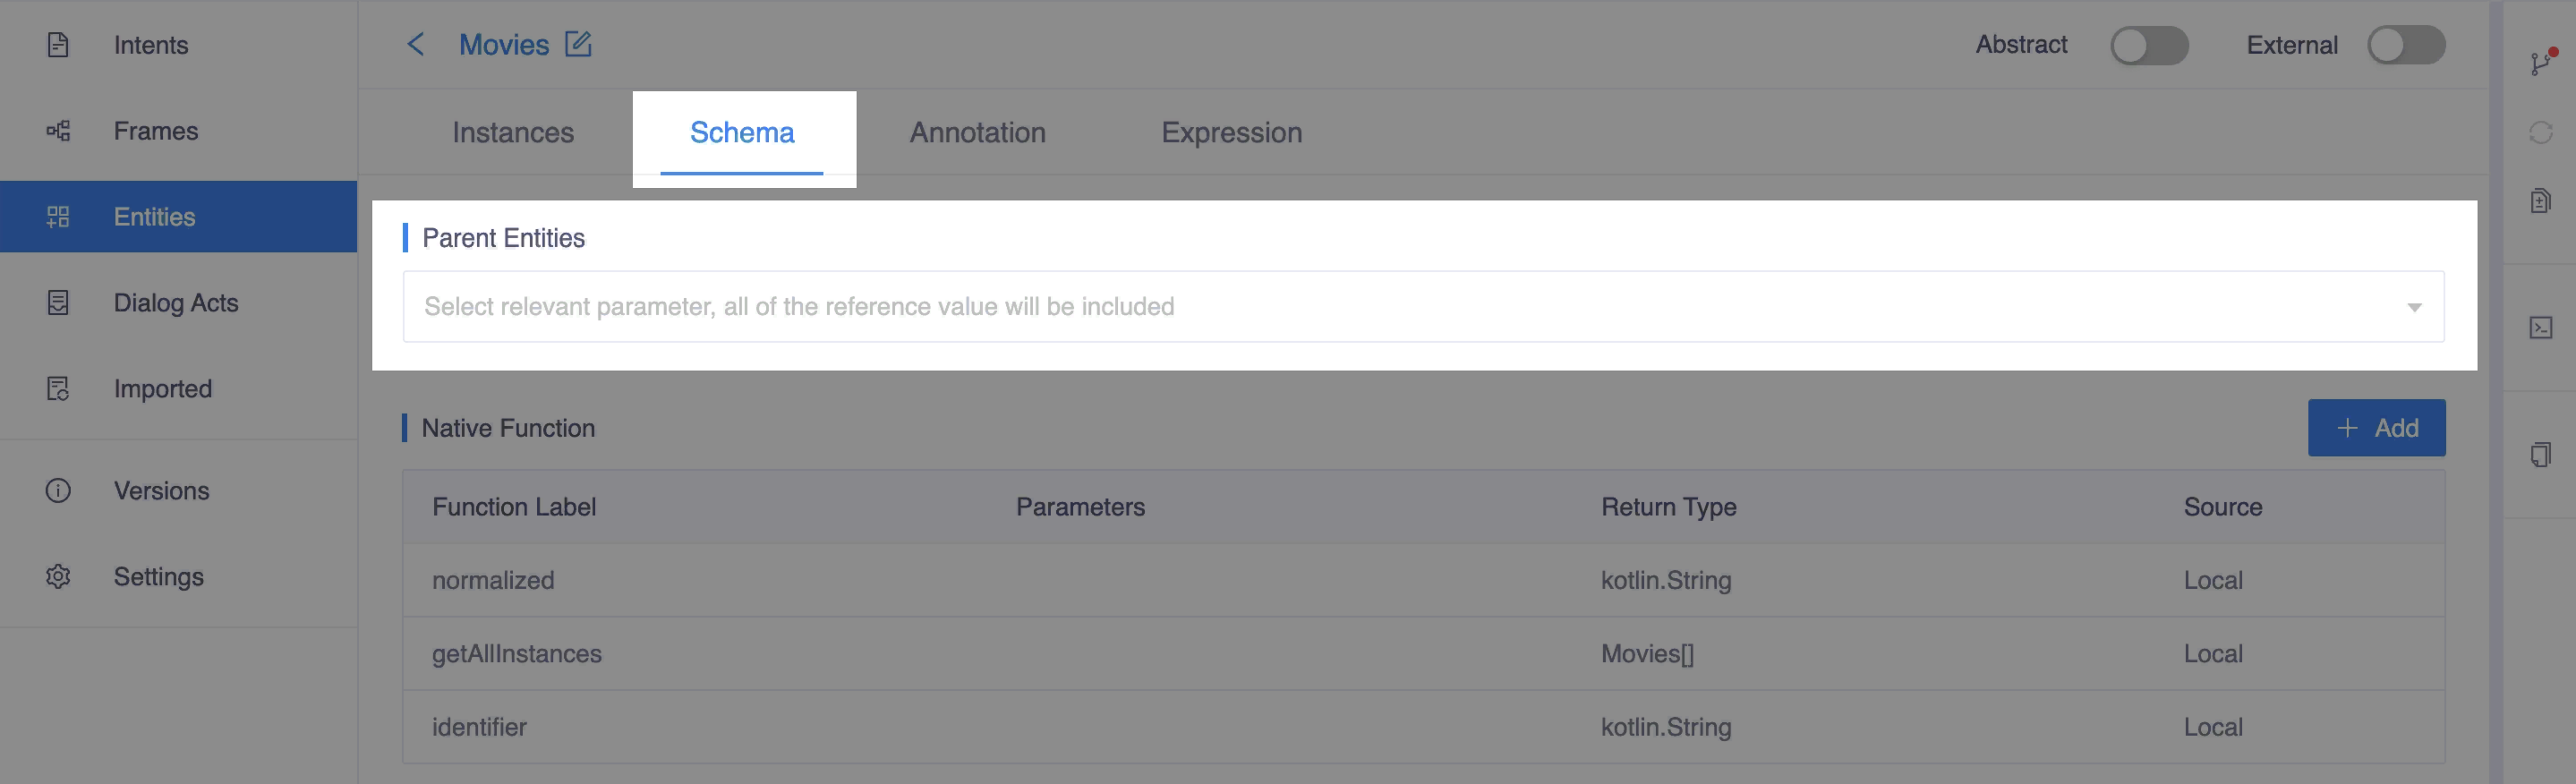 Intents
Frames
Entities
Dialog Acts
Imported
Versions
Settings
Movies
Abstract
External
Instances
Schema
Annotation
Expression
Parent Entities
Select relevant parameter, all of the reference value will be included
Native Function
+ Add
Function Label Parameters Return Type Source
normalized kotlin.String Local
getAllInstances Movies[] Local
identifier kotlin.String Local